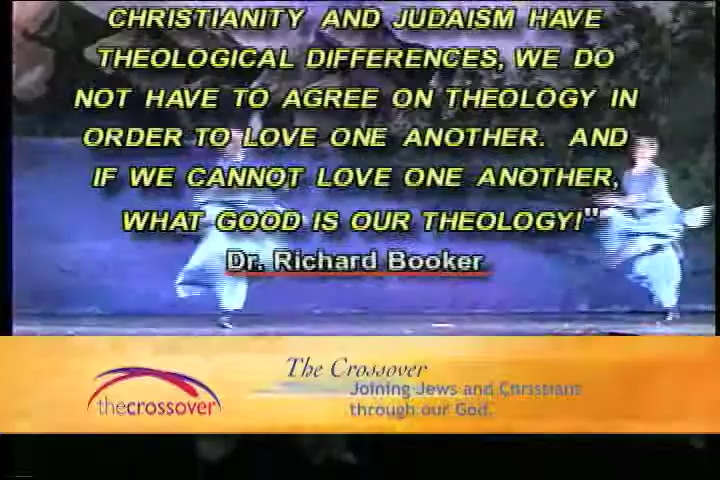 CHRISTIANITY AND JUDAISM HAVE
THEOLOGICAL DIFFERENCES, WE DO
NOT HAVE TO AGREE ON THEOLOGY IN
ORDER TO LOVE ONE ANOTHER. AND
IF WE CANNOT LOVE ONE ANOTHER,
WHAT GOOD IS OUR THEOLOGY!"
Dr. Richard Booker
thecrossover
The Crossover
Joining Jews and Christians
through our God.